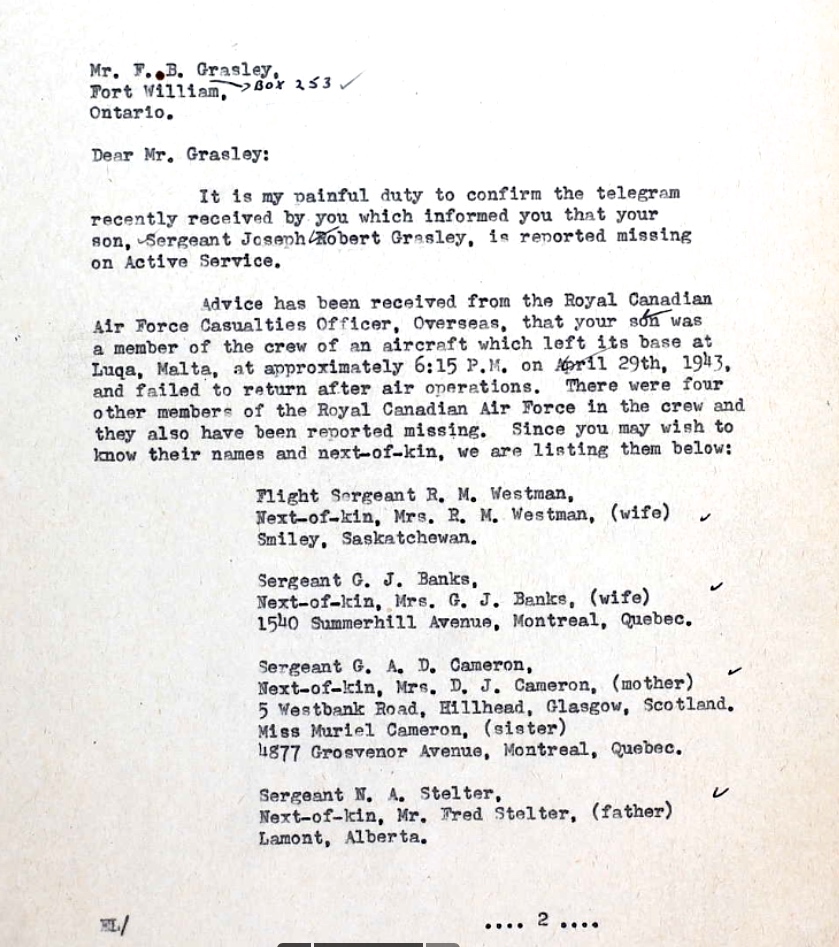 Mr. F. B. Grasley,
Fort William, Box 253 ✓
Ontario.
Dear Mr. Grasley:
It is my painful duty to confirm the telegram
recently received by you which informed you that your
son, Sergeant Joseph Robert Grasley, is reported missing
on Active Service.
Advice has been received from the Royal Canadian
Air Force Casualties Officer, Overseas, that your son was
a member of the crew of an aircraft which left its base at
Luqa, Malta, at approximately 6:15 P.M. on April 29th, 1943,
and failed to return after air operations. There were four
other members of the Royal Canadian Air Force in the crew and
they also have been reported missing. Since you may wish to
know their names and next-of-kin, we are listing them below:
Flight Sergeant R. M. Westman,
Next-of-kin, Mrs. R. M. Westman, (wife)
Smiley, Saskatchewan.
Sergeant G. J. Banks,
Next-of-kin, Mrs. G. J. Banks, (wife)
1540 Summerhill Avenue, Montreal, Quebec.
Sergeant G. A. D. Cameron,
Next-of-kin, Mrs. D. J. Cameron, (mother)
5 Westbank Road, Hillhead, Glasgow, Scotland.
Miss Muriel Cameron, (sister)
4877 Grosvenor Avenue, Montreal, Quebec.
Sergeant N. A. Stelter,
Next-of-kin, Mr. Fred Stelter, (father)
Lamont, Alberta.
.... 2 ....